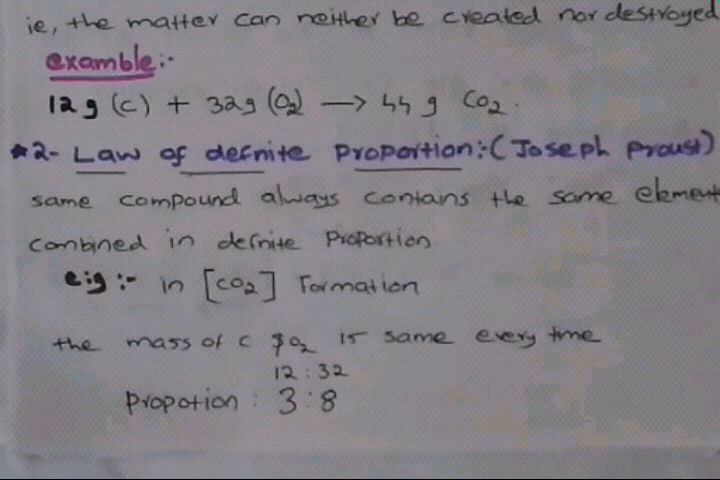 ie, the matter can neither be created nor destroyed
examble:-
12 g (C) + 32g (O2) → 44 g CO2.
*2- Law of defnite Proportion:-( Joseph Proust)
same compound always contains the same element
combined in defnite Proportion
eig :- in [CO2] Formation
the mass of C & O2 is same every time
12 : 32
Propotion : 3 : 8